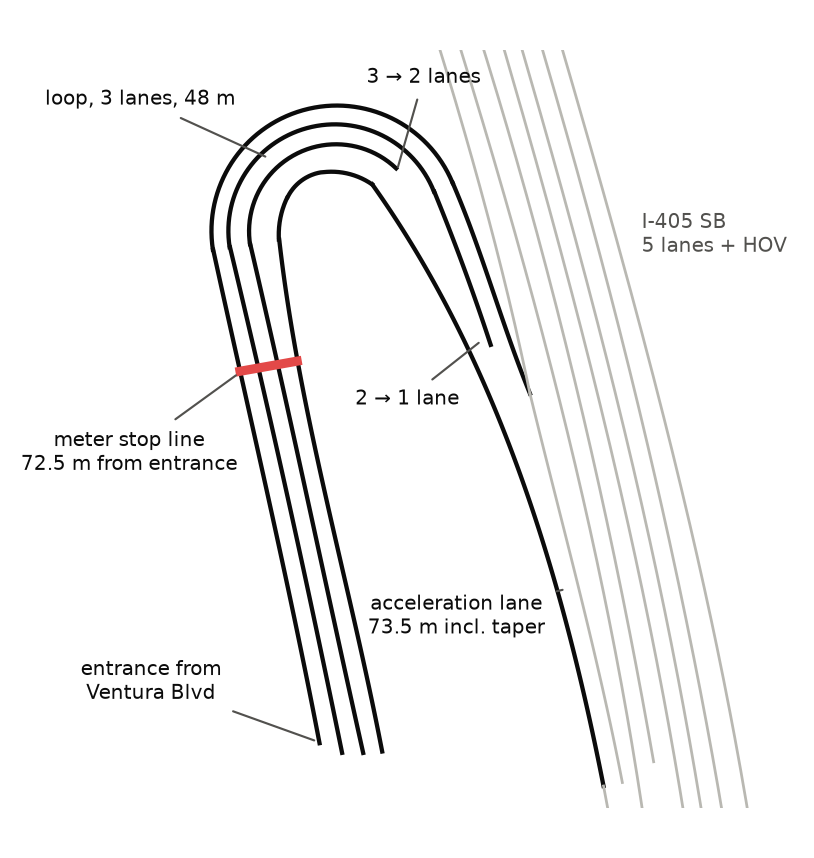 3 → 2 lanes
loop, 3 lanes, 48 m
I-405 SB
5 lanes + HOV
2 → 1 lane
meter stop line
72.5 m from entrance
acceleration lane
73.5 m incl. taper
entrance from
Ventura Blvd